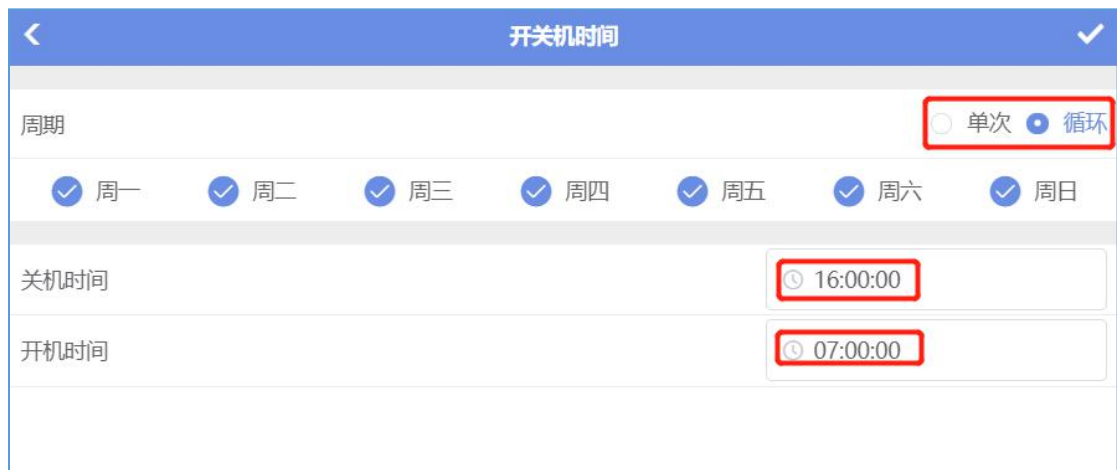 开关机时间
周期 单次 循环
周一 周二 周三 周四 周五 周六 周日
关机时间 16:00:00
开机时间 07:00:00